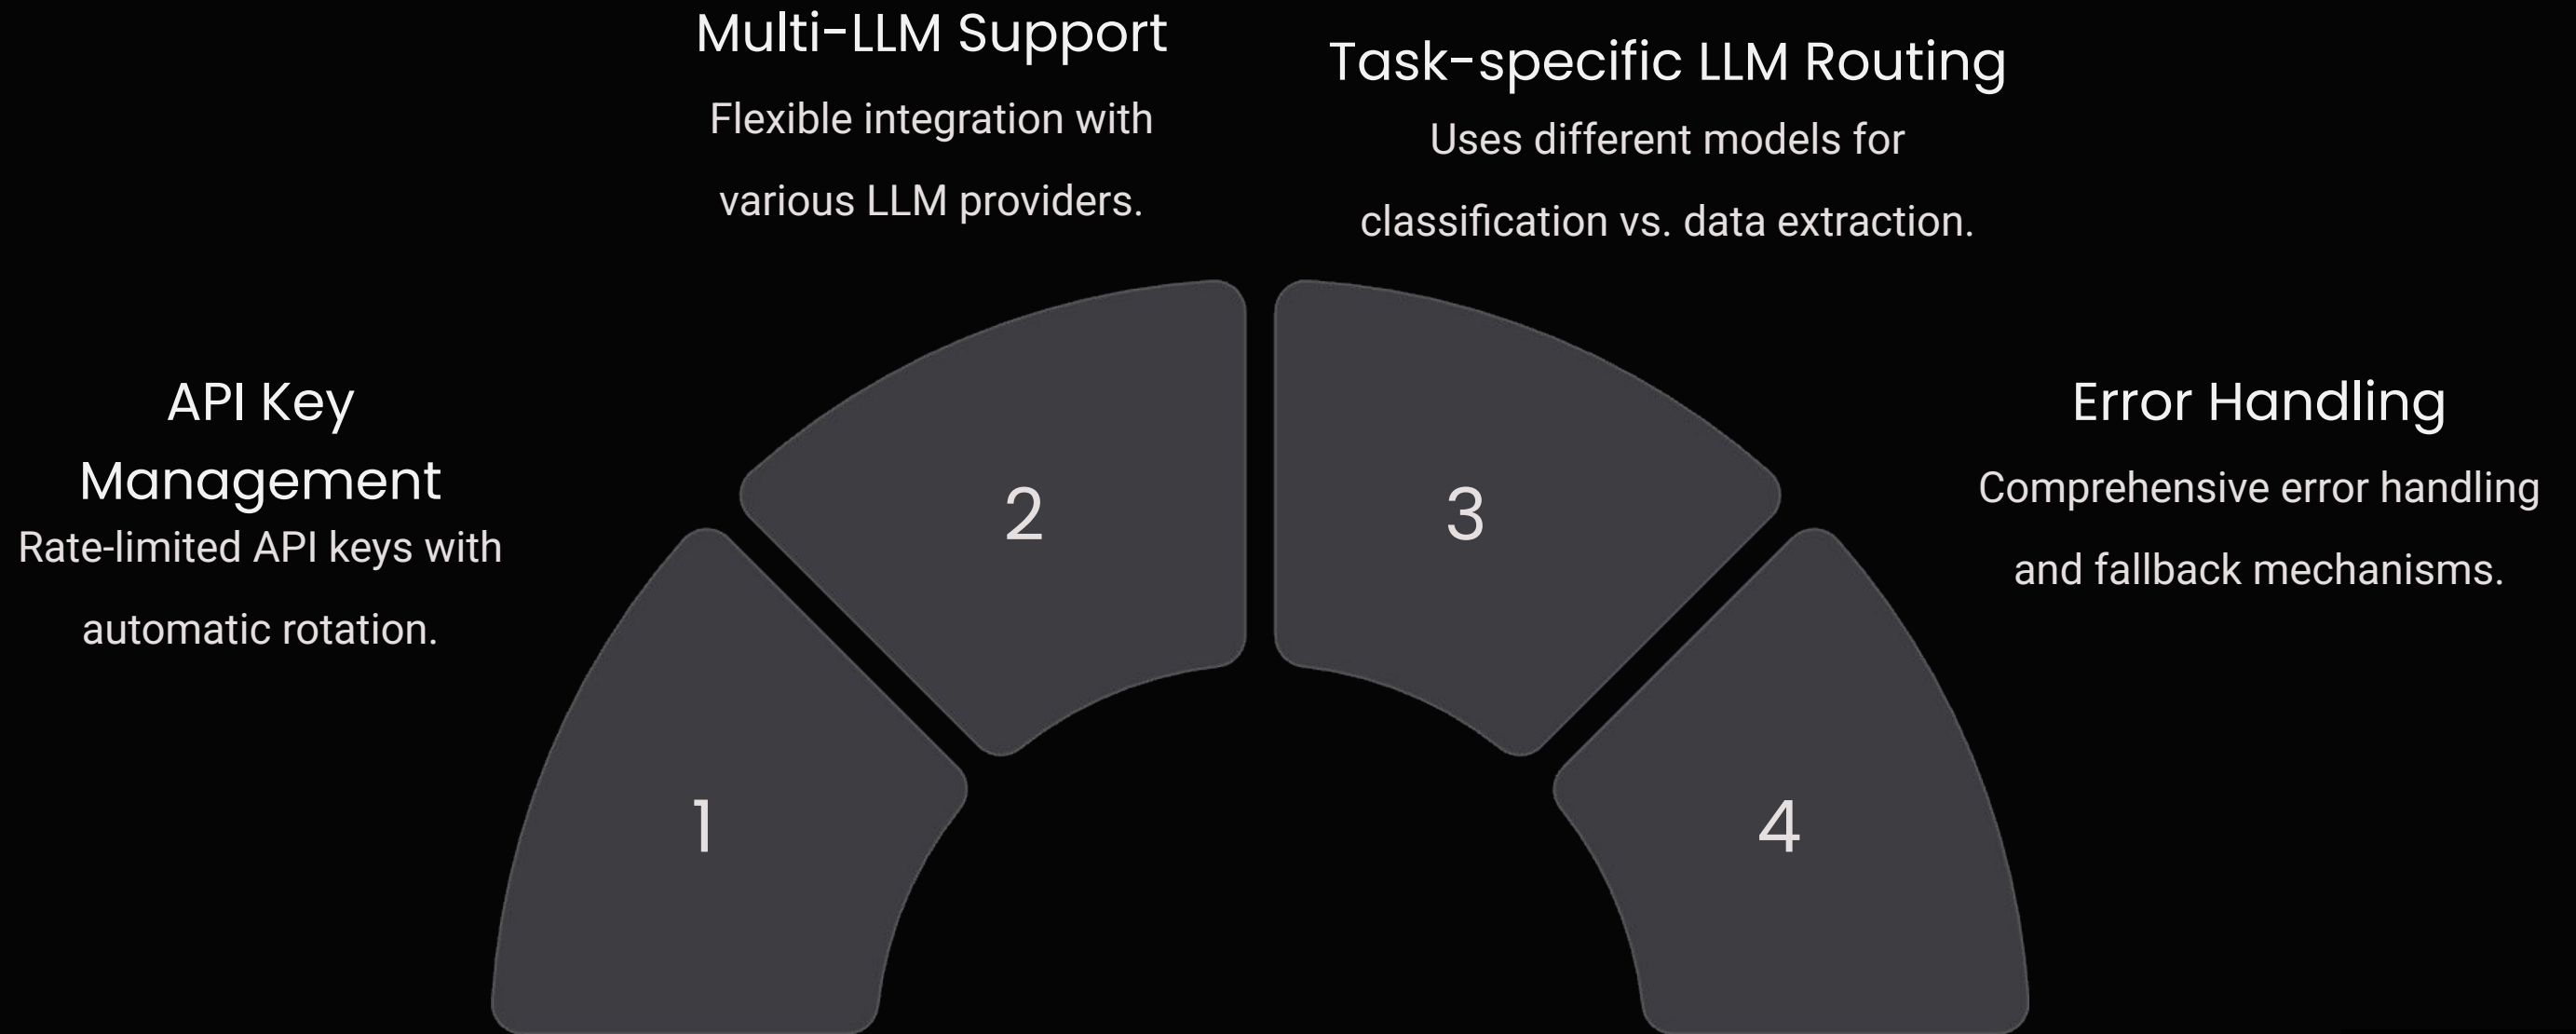 Multi-LLM Support
Flexible integration with
various LLM providers.
Task-specific LLM Routing
Uses different models for
classification vs. data extraction.
API Key
Management
Rate-limited API keys with
automatic rotation.
Error Handling
Comprehensive error handling
and fallback mechanisms.
1
2
3
4